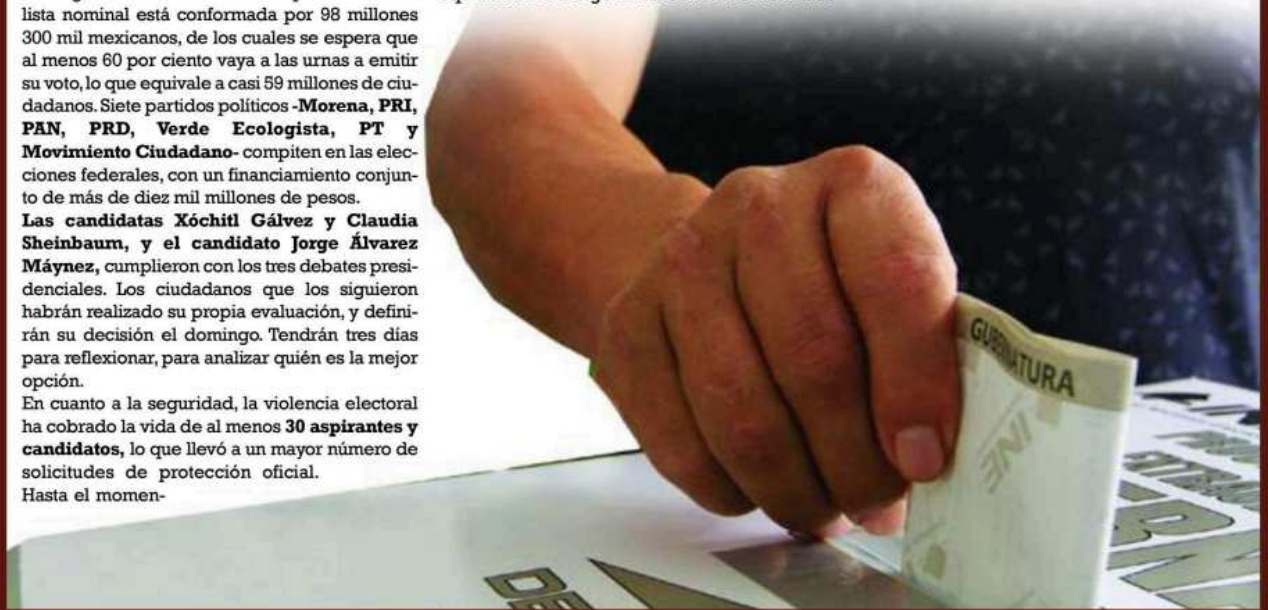 lista nominal está conformada por 98 millones
300 mil mexicanos, de los cuales se espera que
al menos 60 por ciento vaya a las urnas a emitir
su voto, lo que equivale a casi 59 millones de ciu-
dadanos. Siete partidos políticos -Morena, PRI,
PAN, PRD, Verde Ecologista, PT y
Movimiento Ciudadano- compiten en las elec-
ciones federales, con un financiamiento conjun-
to de más de diez mil millones de pesos.
Las candidatas Xóchitl Gálvez y Claudia
Sheinbaum, y el candidato Jorge Álvarez
Máynez, cumplieron con los tres debates presi-
denciales. Los ciudadanos que los siguieron
habrán realizado su propia evaluación, y defini-
rán su decisión el domingo. Tendrán tres días
para reflexionar, para analizar quién es la mejor
opción.
En cuanto a la seguridad, la violencia electoral
ha cobrado la vida de al menos 30 aspirantes y
candidatos, lo que llevó a un mayor número de
solicitudes de protección oficial.
Hasta el momen-
GUBERNATURA
INE
DE